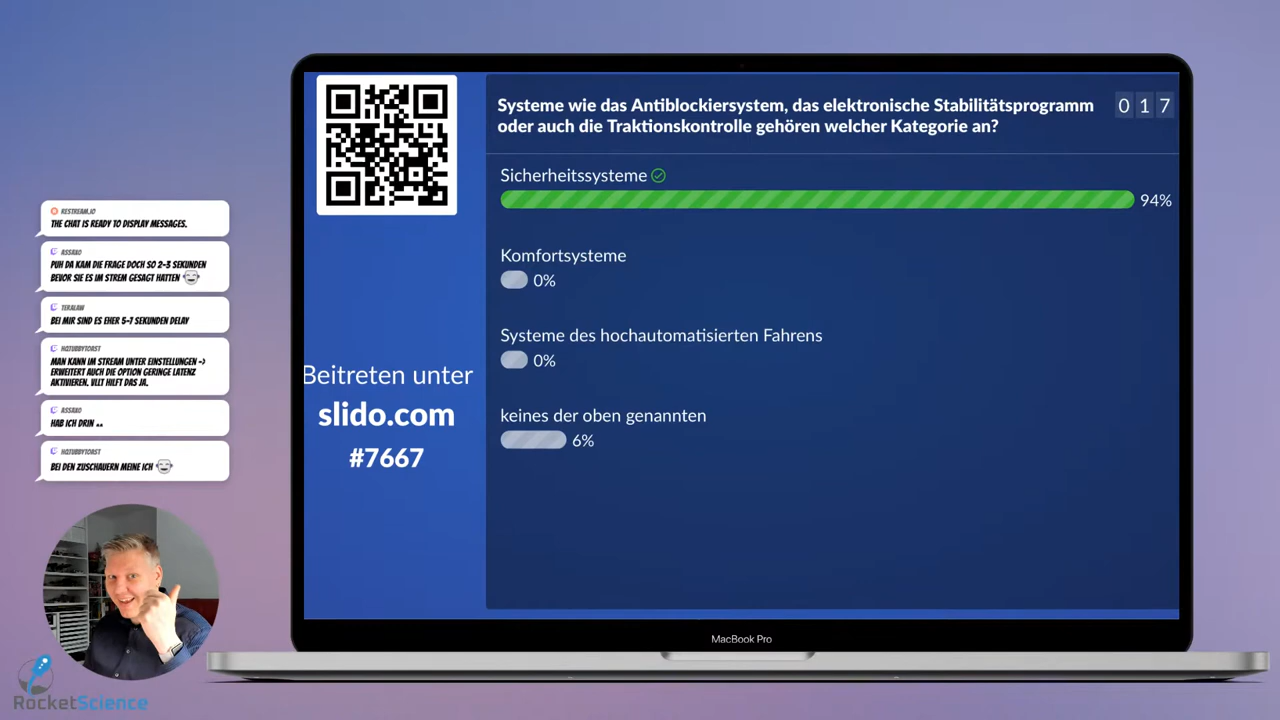 RESTREAM.IO
THE CHAT IS READY TO DISPLAY MESSAGES.
ASSAXO
PUH DA KAM DIE FRAGE DOCH SO 2-3 SEKUNDEN
BEVOR SIE ES IM STREM GESAGT HATTEN
TERALAW
BEI MIR SIND ES EHER 5-7 SEKUNDEN DELAY
HQTUBBYTOAST
MAN KANN IM STREAM UNTER EINSTELLUNGEN ->
ERWEITERT AUCH DIE OPTION GERINGE LATENZ
AKTIVIEREN. VLLT HILFT DAS JA.
ASSAXO
HAB ICH DRIN ..
HQTUBBYTOAST
BEI DEN ZUSCHAUERN MEINE ICH
RocketScience
Beitreten unter
slido.com
#7667
Systeme wie das Antiblockiersystem, das elektronische Stabilitätsprogramm
oder auch die Traktionskontrolle gehören welcher Kategorie an?
0 1 7
Sicherheitssysteme
94%
Komfortsysteme
0%
Systeme des hochautomatisierten Fahrens
0%
keines der oben genannten
6%
MacBook Pro